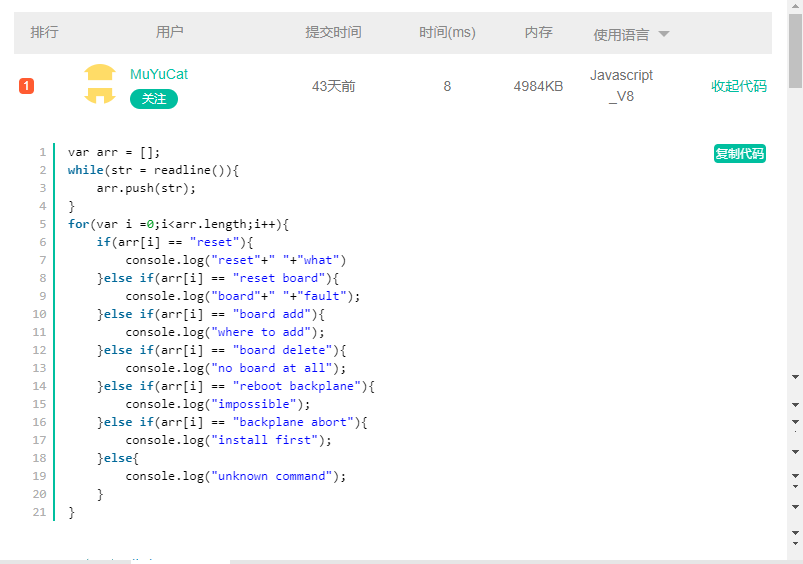 排行 用户 提交时间 时间(ms) 内存 使用语言
1 MuYuCat 关注 43天前 8 4984KB Javascript_V8 收起代码
复制代码
1 var arr = [];
2 while(str = readline()){
3     arr.push(str);
4 }
5 for(var i =0;i<arr.length;i++){
6     if(arr[i] == "reset"){
7         console.log("reset"+" "+"what")
8     }else if(arr[i] == "reset board"){
9         console.log("board"+" "+"fault");
10     }else if(arr[i] == "board add"){
11         console.log("where to add");
12     }else if(arr[i] == "board delete"){
13         console.log("no board at all");
14     }else if(arr[i] == "reboot backplane"){
15         console.log("impossible");
16     }else if(arr[i] == "backplane abort"){
17         console.log("install first");
18     }else{
19         console.log("unknown command");
20     }
21 }